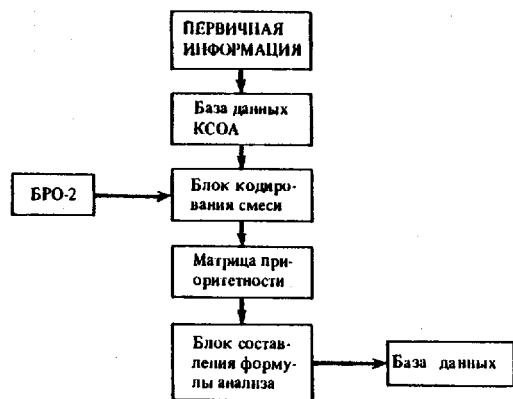 ПЕРВИЧНАЯ
ИНФОРМАЦИЯ
База данных
КСОА
БРО-2
Блок кодиро-
вания смеси
Матрица при-
оритетности
Блок состав-
ления форму-
лы анализа
База данных